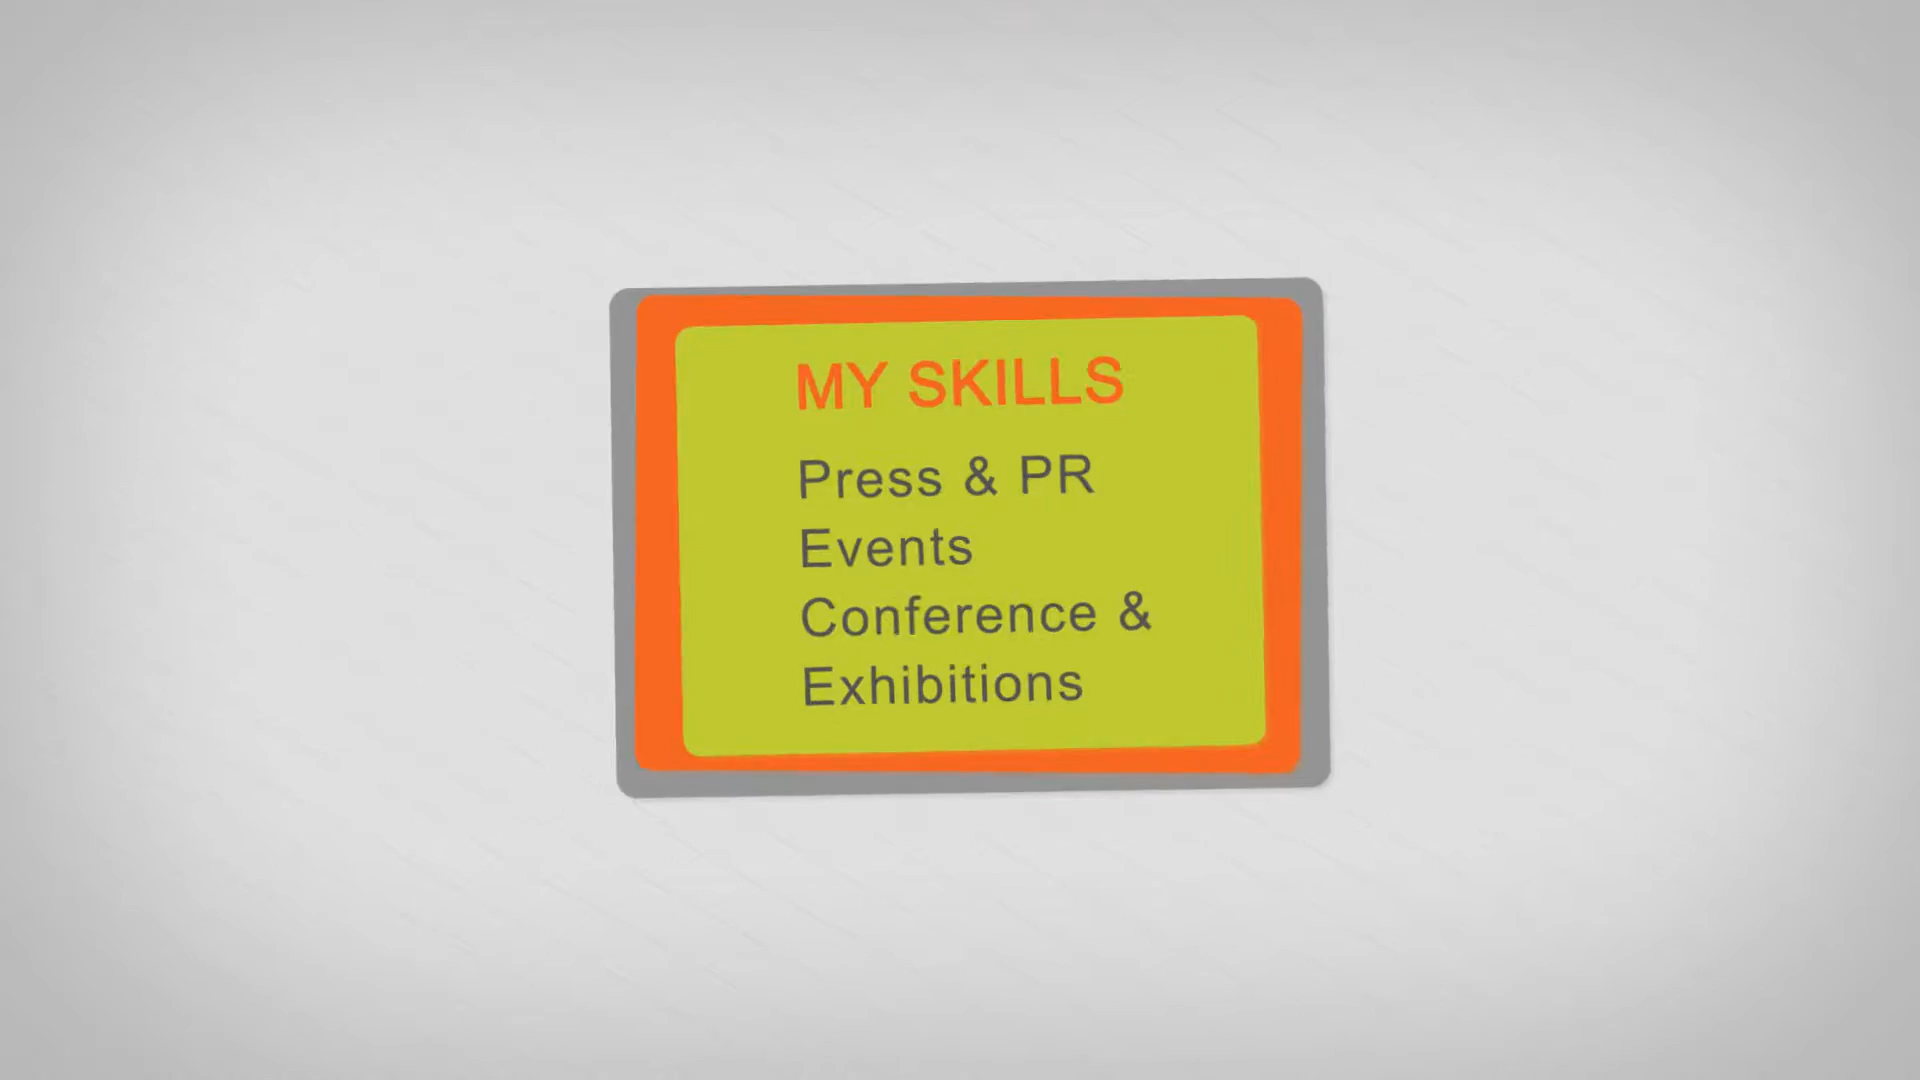 MY SKILLS
Press & PR
Events
Conference &
Exhibitions